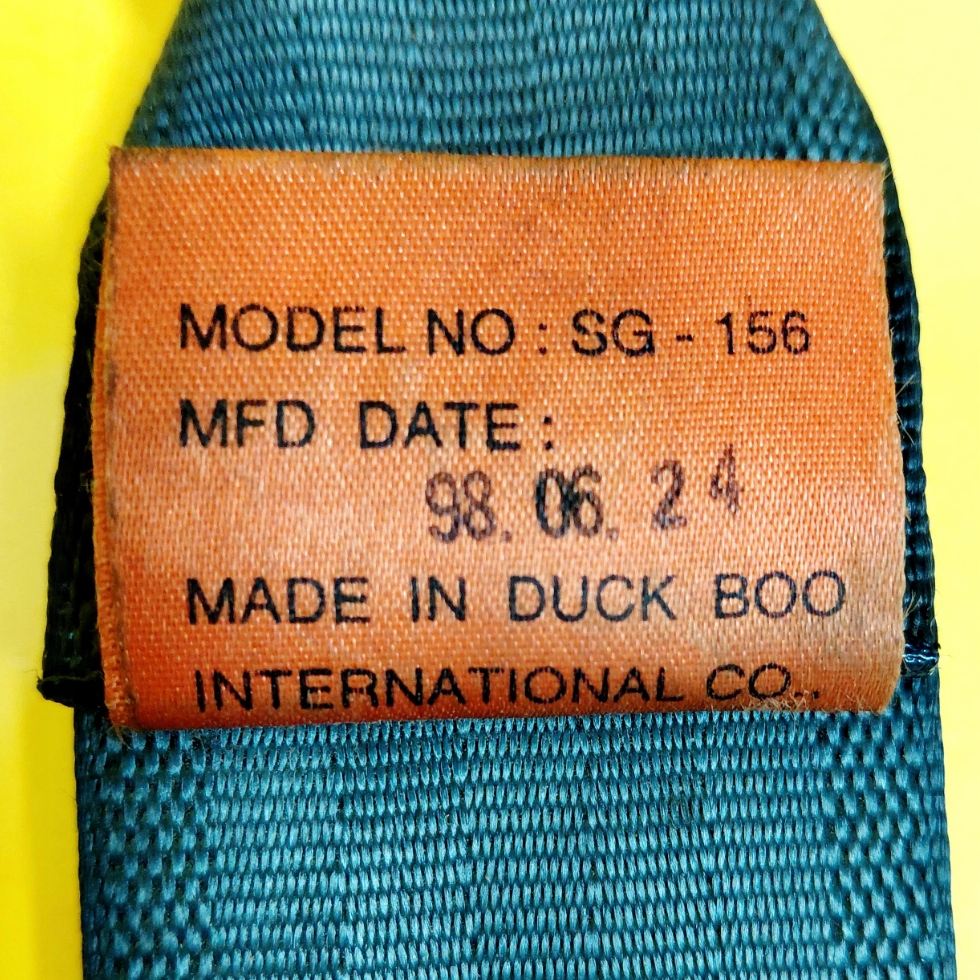 MODEL NO : SG - 156
MFD DATE :
98. 06. 24
MADE IN DUCK BOO
INTERNATIONAL CO.,